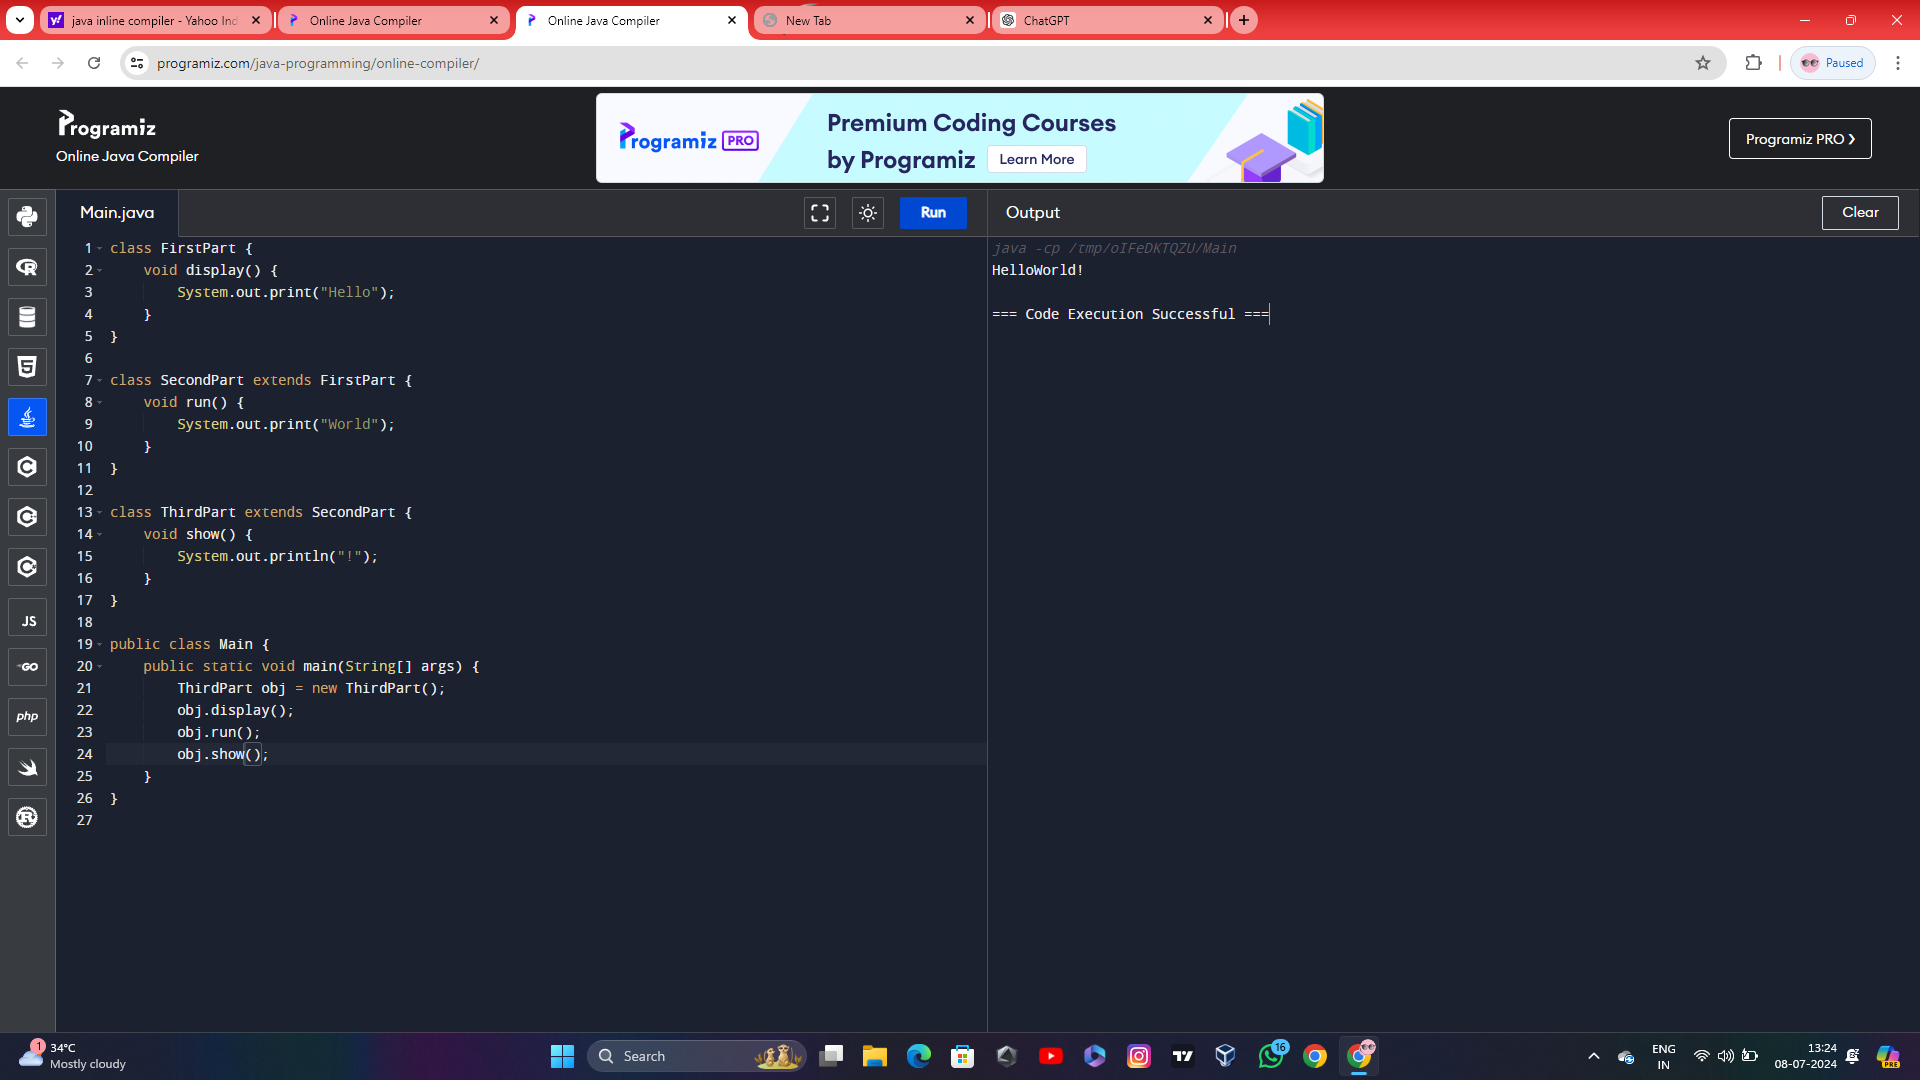 java inline compiler - Yahoo Ind
Online Java Compiler
Online Java Compiler
New Tab
ChatGPT
programiz.com/java-programming/online-compiler/
Paused
Programiz
Online Java Compiler
Programiz PRO
Premium Coding Courses
by Programiz Learn More
Programiz PRO ❯
Main.java
Run
Output
Clear
1 class FirstPart {
2     void display() {
3         System.out.print("Hello");
4     }
5 }
6
7 class SecondPart extends FirstPart {
8     void run() {
9         System.out.print("World");
10     }
11 }
12
13 class ThirdPart extends SecondPart {
14     void show() {
15         System.out.println("!");
16     }
17 }
18
19 public class Main {
20     public static void main(String[] args) {
21         ThirdPart obj = new ThirdPart();
22         obj.display();
23         obj.run();
24         obj.show();
25     }
26 }
27
java -cp /tmp/oIFeDKTQZU/Main
HelloWorld!
=== Code Execution Successful ===
JS
GO
php
1
34°C
Mostly cloudy
Search
16
ENG
IN
13:24
08-07-2024
PRE